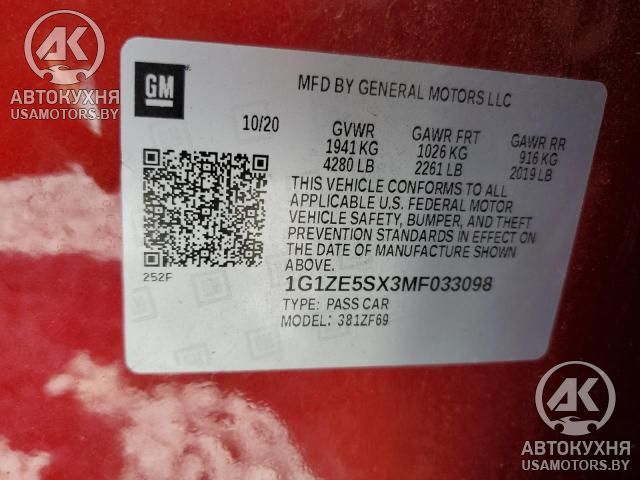 АК
АВТОКУХНЯ
USAMOTORS.BY
GM
MFD BY GENERAL MOTORS LLC
10/20
GVWR GAWR FRT GAWR RR
1941 KG 1026 KG 916 KG
4280 LB 2261 LB 2019 LB
THIS VEHICLE CONFORMS TO ALL
APPLICABLE U.S. FEDERAL MOTOR
VEHICLE SAFETY, BUMPER, AND THEFT
PREVENTION STANDARDS IN EFFECT ON
THE DATE OF MANUFACTURE SHOWN
ABOVE.
252F
1G1ZE5SX3MF033098
TYPE: PASS CAR
MODEL: 381ZF69
АК
АВТОКУХНЯ
USAMOTORS.BY